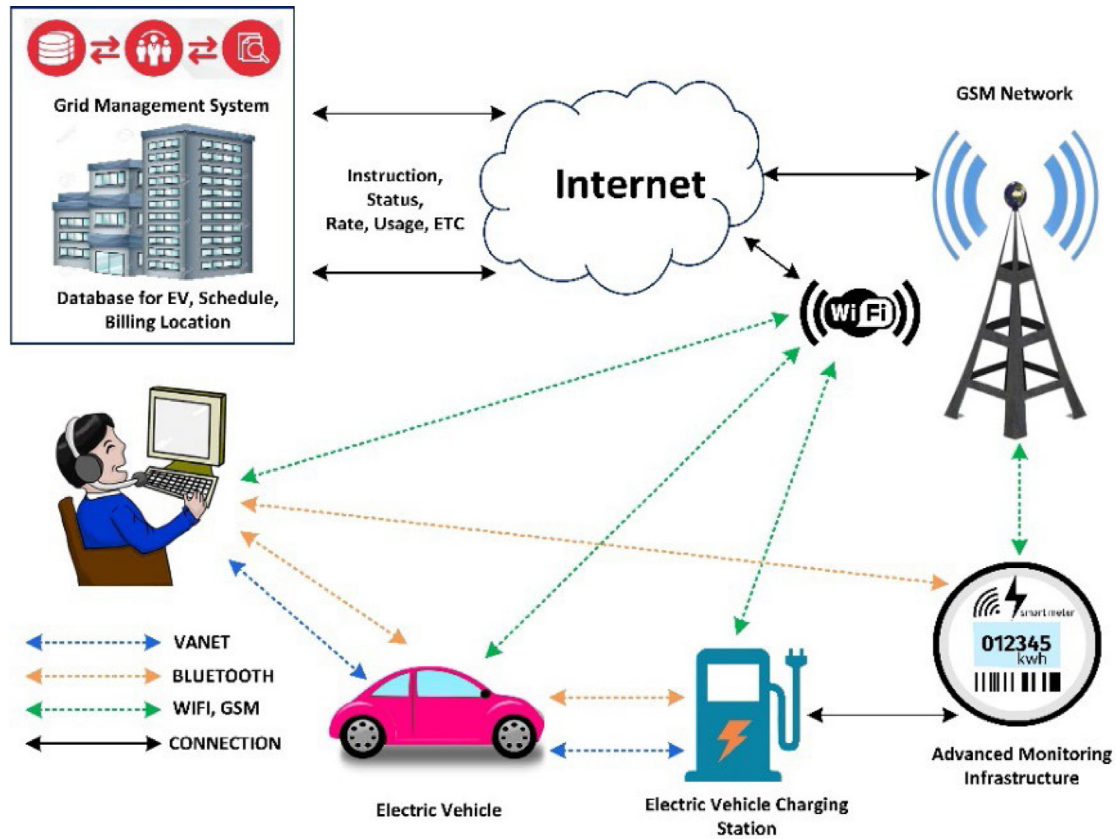 Grid Management System
Database for EV, Schedule,
Billing Location
Instruction,
Status,
Rate, Usage, ETC
Internet
GSM Network
WiFi
smart meter
012345
kwh
Advanced Monitoring
Infrastructure
VANET
BLUETOOTH
WIFI, GSM
CONNECTION
Electric Vehicle
Electric Vehicle Charging
Station